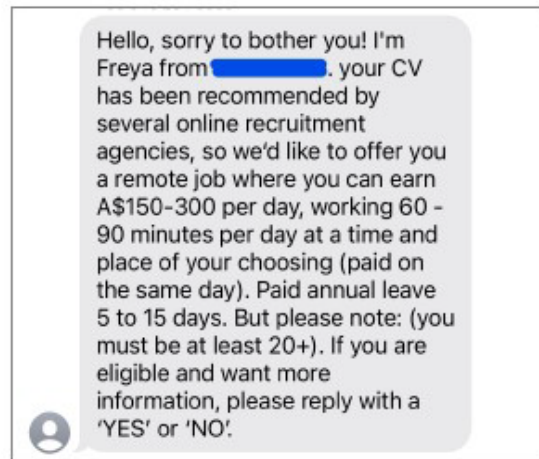 Hello, sorry to bother you! I'm
Freya from . your CV
has been recommended by
several online recruitment
agencies, so we'd like to offer you
a remote job where you can earn
A$150-300 per day, working 60 -
90 minutes per day at a time and
place of your choosing (paid on
the same day). Paid annual leave
5 to 15 days. But please note: (you
must be at least 20+). If you are
eligible and want more
information, please reply with a
‘YES’ or ‘NO’.